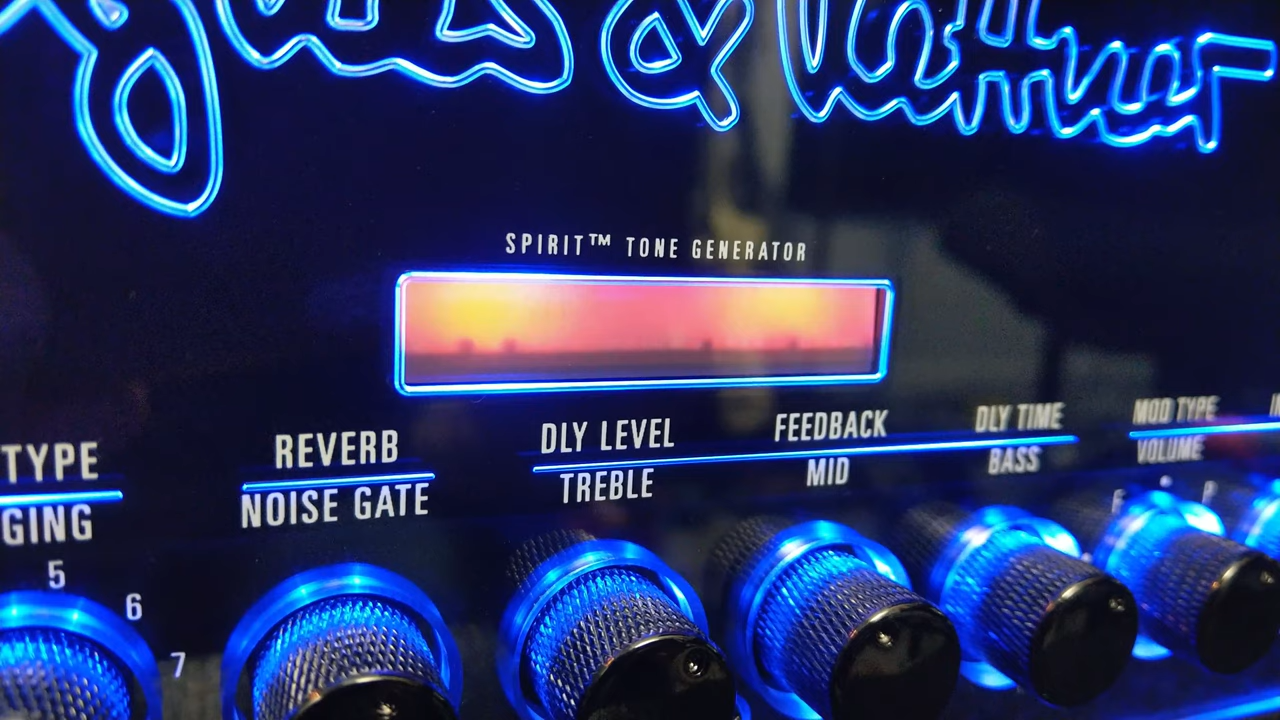 & Kettner
SPIRIT™ TONE GENERATOR
TYPE REVERB DLY LEVEL FEEDBACK DLY TIME MOD TYPE
GING NOISE GATE TREBLE MID BASS VOLUME
5
6
7